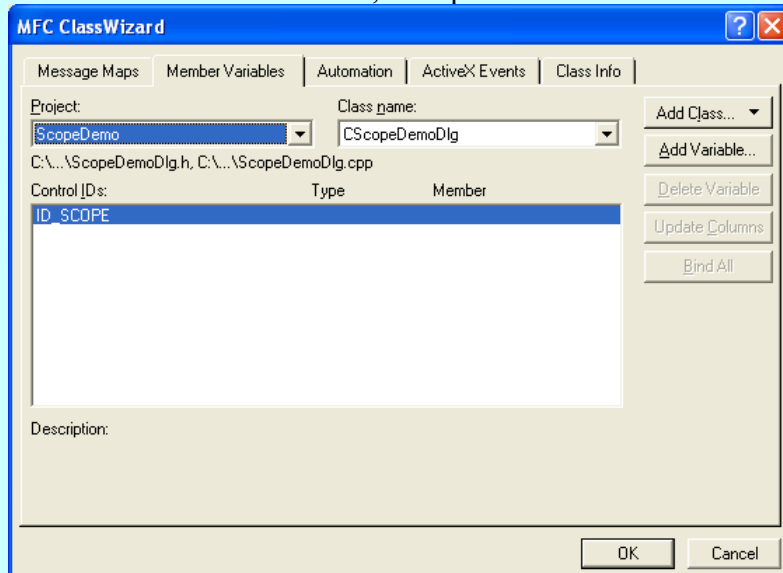 MFC ClassWizard
Message Maps Member Variables Automation ActiveX Events Class Info
Project: Class name:
ScopeDemo CScopeDemoDlg
C:\...\ScopeDemoDlg.h, C:\...\ScopeDemoDlg.cpp
Control IDs: Type Member
ID_SCOPE
Add Class...
Add Variable...
Delete Variable
Update Columns
Bind All
Description:
OK Cancel